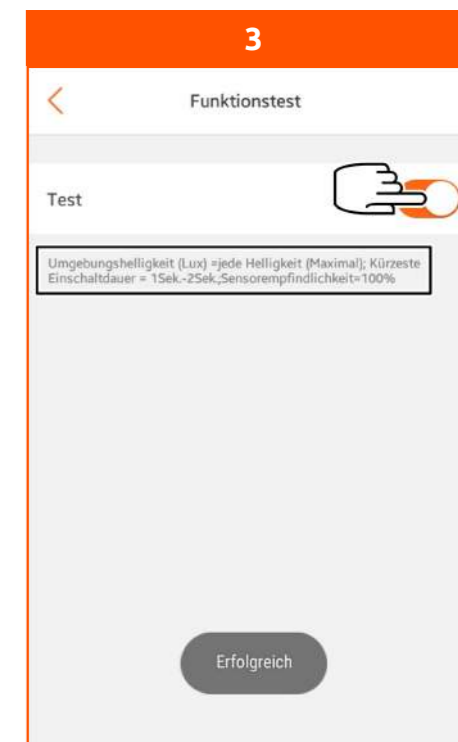 3
Funktionstest
Test
Umgebungshelligkeit (Lux) =jede Helligkeit (Maximal); Kürzeste
Einschaltdauer = 1Sek.-2Sek.;Sensorempfindlichkeit=100%
Erfolgreich